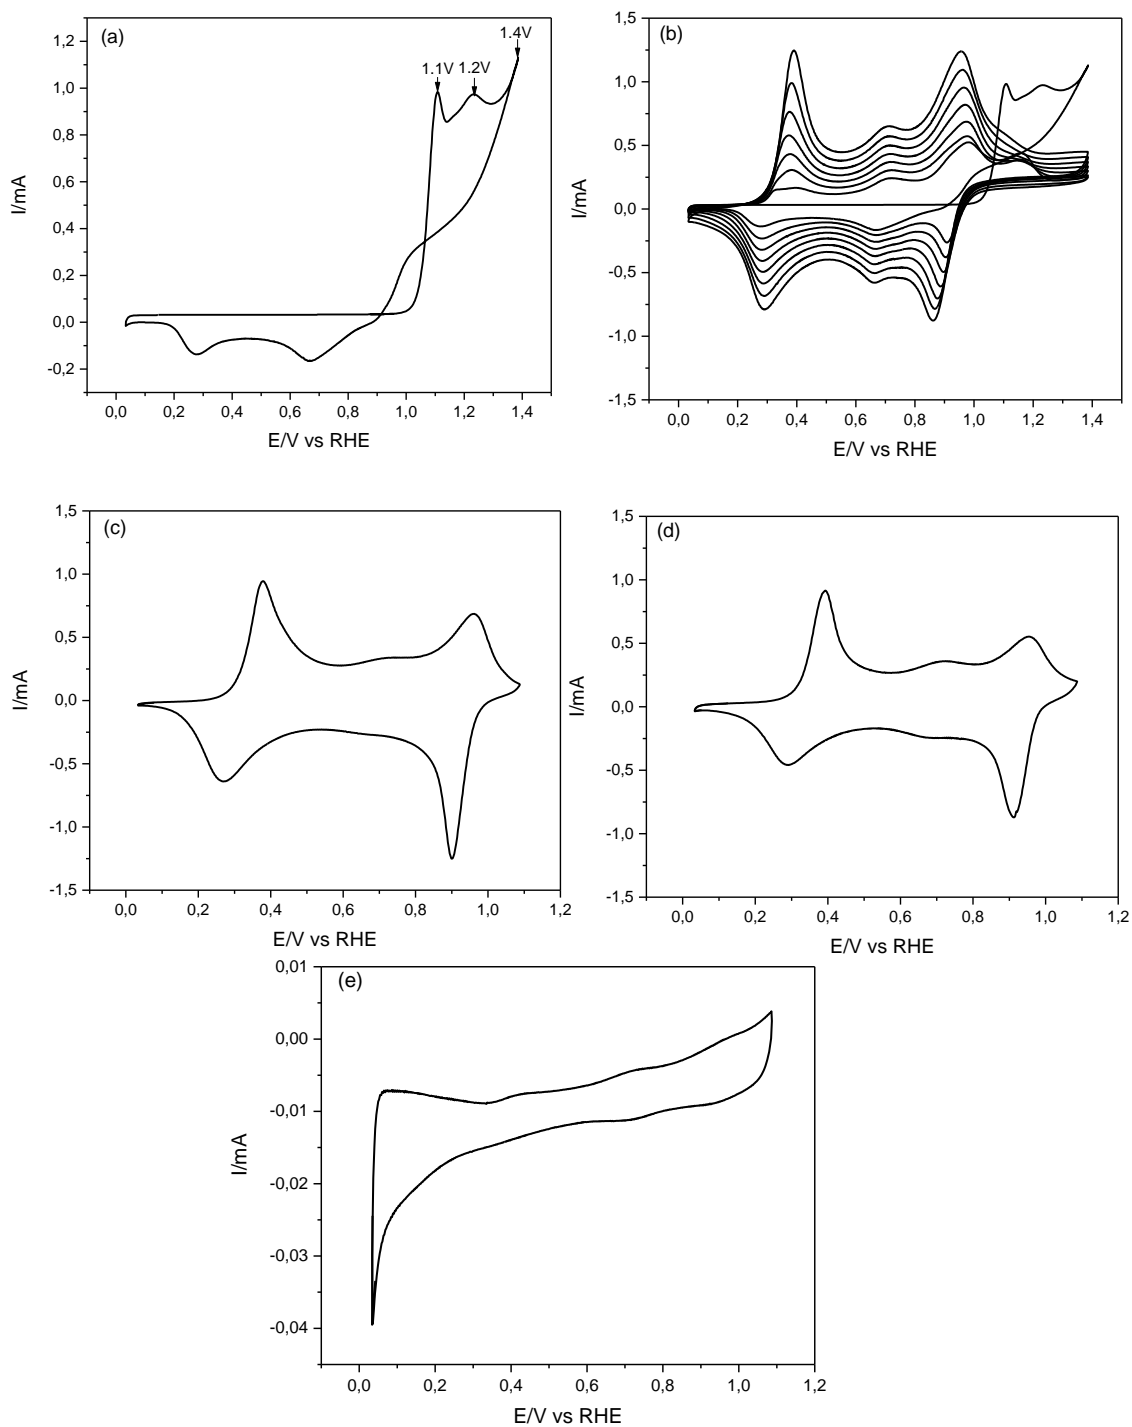 (a)
1.1V
1.2V
1.4V
1,2
1,0
0,8
0,6
0,4
0,2
0,0
-0,2
I/mA
0,0 0,2 0,4 0,6 0,8 1,0 1,2 1,4
E/V vs RHE
(b)
1,5
1,0
0,5
0,0
-0,5
-1,0
-1,5
I/mA
0,0 0,2 0,4 0,6 0,8 1,0 1,2 1,4
E/V vs RHE
(c)
1,5
1,0
0,5
0,0
-0,5
-1,0
-1,5
I/mA
0,0 0,2 0,4 0,6 0,8 1,0 1,2
E/V vs RHE
(d)
1,5
1,0
0,5
0,0
-0,5
-1,0
-1,5
I/mA
0,0 0,2 0,4 0,6 0,8 1,0 1,2
E/V vs RHE
(e)
0,01
0,00
-0,01
-0,02
-0,03
-0,04
I/mA
0,0 0,2 0,4 0,6 0,8 1,0 1,2
E/V vs RHE